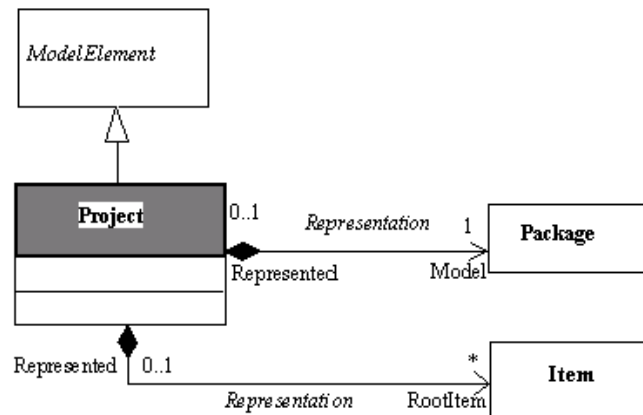 ModelElement
Project
0..1
Representation
1
Package
Represented
Model
Represented
0..1
*
Item
Representation
RootItem